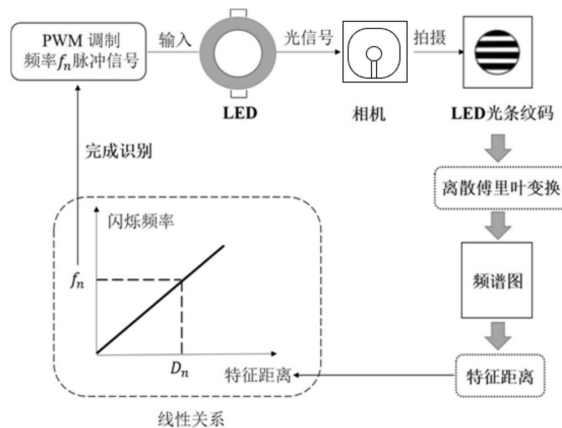 PWM 调制
频率fₙ脉冲信号
输入
LED
光信号
相机
拍摄
LED光条纹码
离散傅里叶变换
频谱图
特征距离
完成识别
闪烁频率
fₙ
Dₙ
特征距离
线性关系